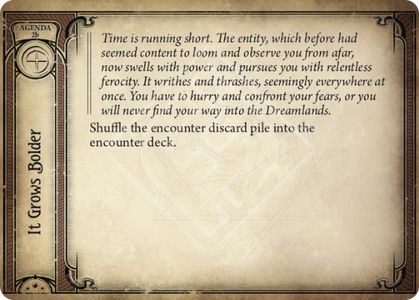 AGENDA
2b
It Grows Bolder
Time is running short. The entity, which before had
seemed content to loom and observe you from afar,
now swells with power and pursues you with relentless
ferocity. It writhes and thrashes, seemingly everywhere at
once. You have to hurry and confront your fears, or you
will never find your way into the Dreamlands.
Shuffle the encounter discard pile into the
encounter deck.